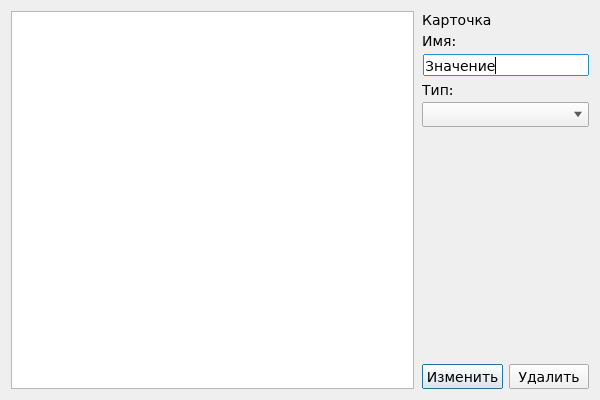 Карточка
Имя:
Значение
Тип:
Изменить Удалить